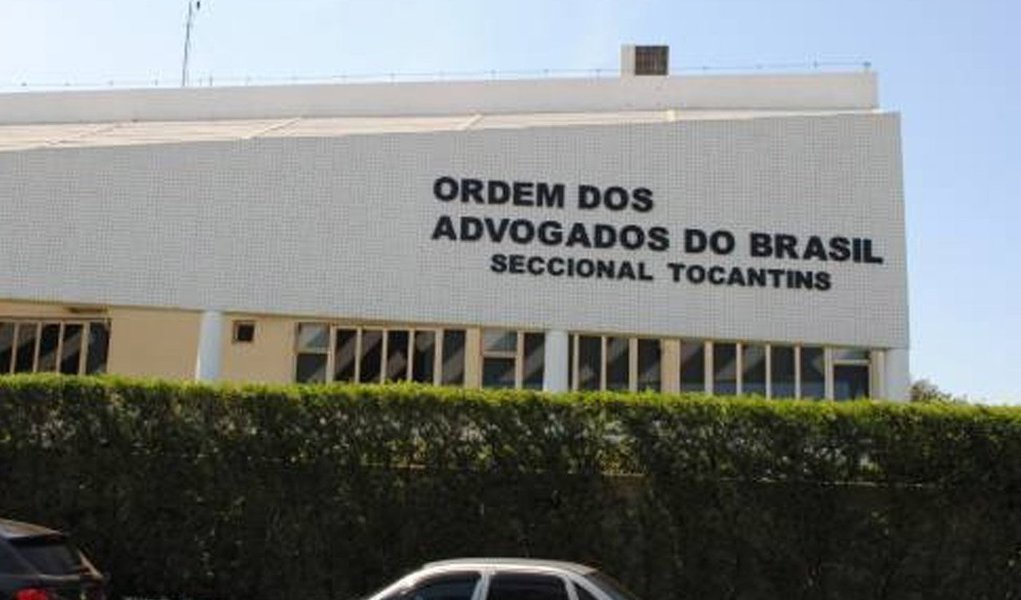 ORDEM DOS
ADVOGADOS DO BRASIL
SECCIONAL TOCANTINS